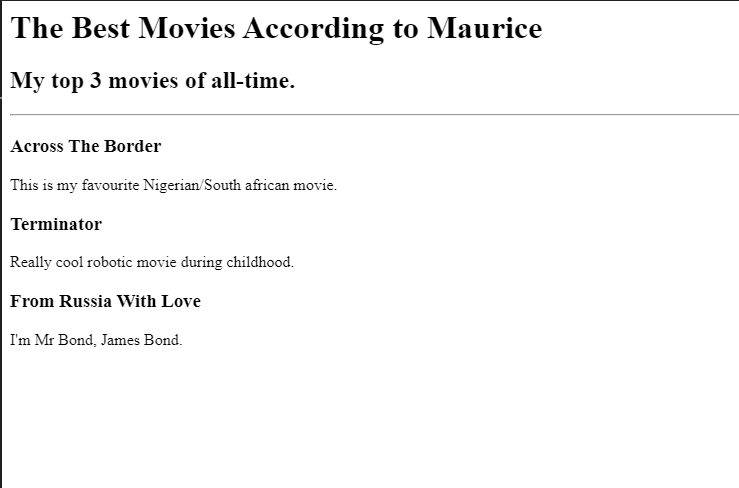 The Best Movies According to Maurice
My top 3 movies of all-time.
Across The Border
This is my favourite Nigerian/South african movie.
Terminator
Really cool robotic movie during childhood.
From Russia With Love
I'm Mr Bond, James Bond.